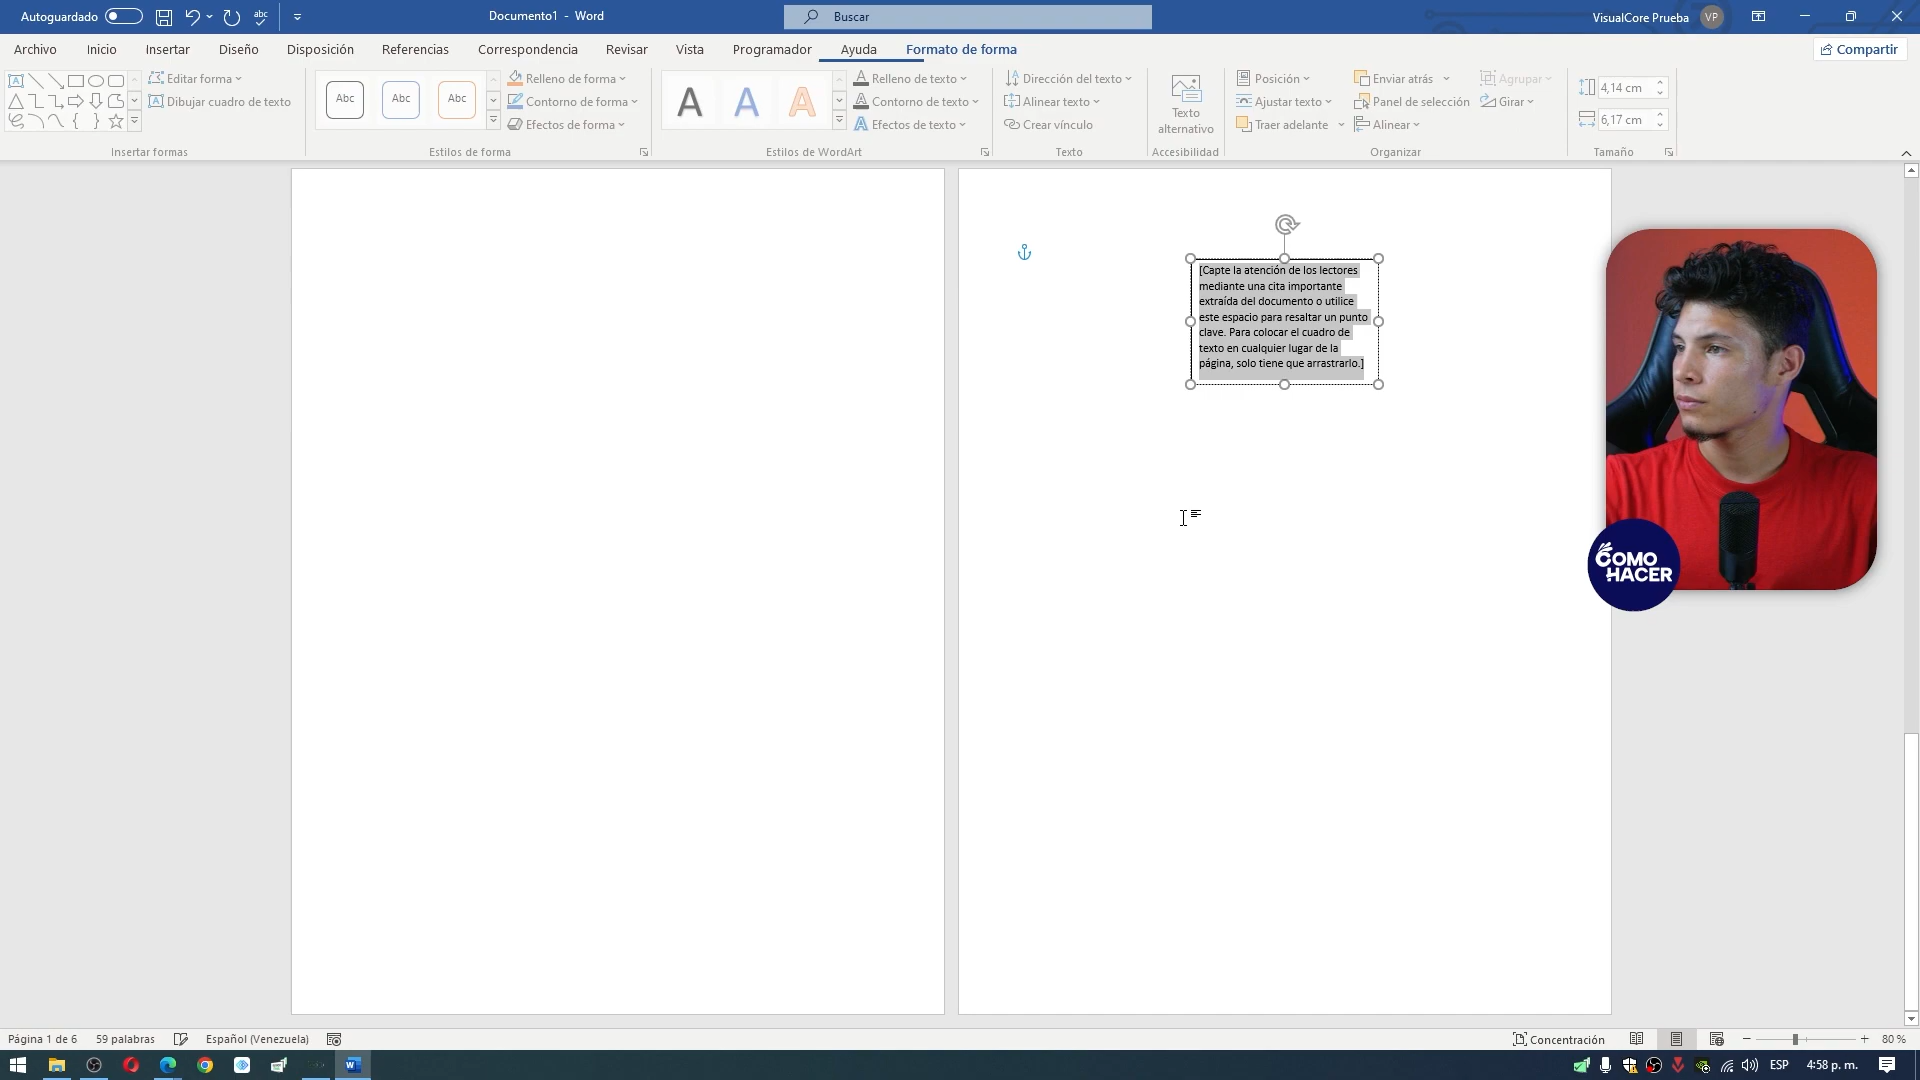 Autoguardado
abc
Documento1 - Word
Buscar
VisualCore Prueba
VP
Archivo
Inicio
Insertar
Diseño
Disposición
Referencias
Correspondencia
Revisar
Vista
Programador
Ayuda
Formato de forma
Compartir
Editar forma
Dibujar cuadro de texto
Insertar formas
Abc
Abc
Abc
Relleno de forma
Contorno de forma
Efectos de forma
Estilos de forma
A
A
A
Relleno de texto
Contorno de texto
Efectos de texto
Estilos de WordArt
Dirección del texto
Alinear texto
Crear vínculo
Texto
Texto
alternativo
Accesibilidad
Posición
Ajustar texto
Traer adelante
Enviar atrás
Panel de selección
Alinear
Agrupar
Girar
Organizar
4,14 cm
6,17 cm
Tamaño
[Capte la atención de los lectores
mediante una cita importante
extraída del documento o utilice
este espacio para resaltar un punto
clave. Para colocar el cuadro de
texto en cualquier lugar de la
página, solo tiene que arrastrarlo.]
COMO
HACER
Página 1 de 6
59 palabras
Español (Venezuela)
Concentración
80 %
ESP
4:58 p. m.